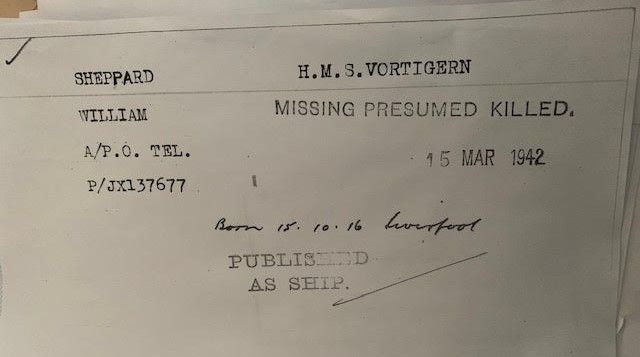 SHEPPARD H.M.S.VORTIGERN
WILLIAM MISSING PRESUMED KILLED.
A/P.O. TEL. 15 MAR 1942
P/JX137677
Born 15.10.16 Liverpool
PUBLISHED
AS SHIP.